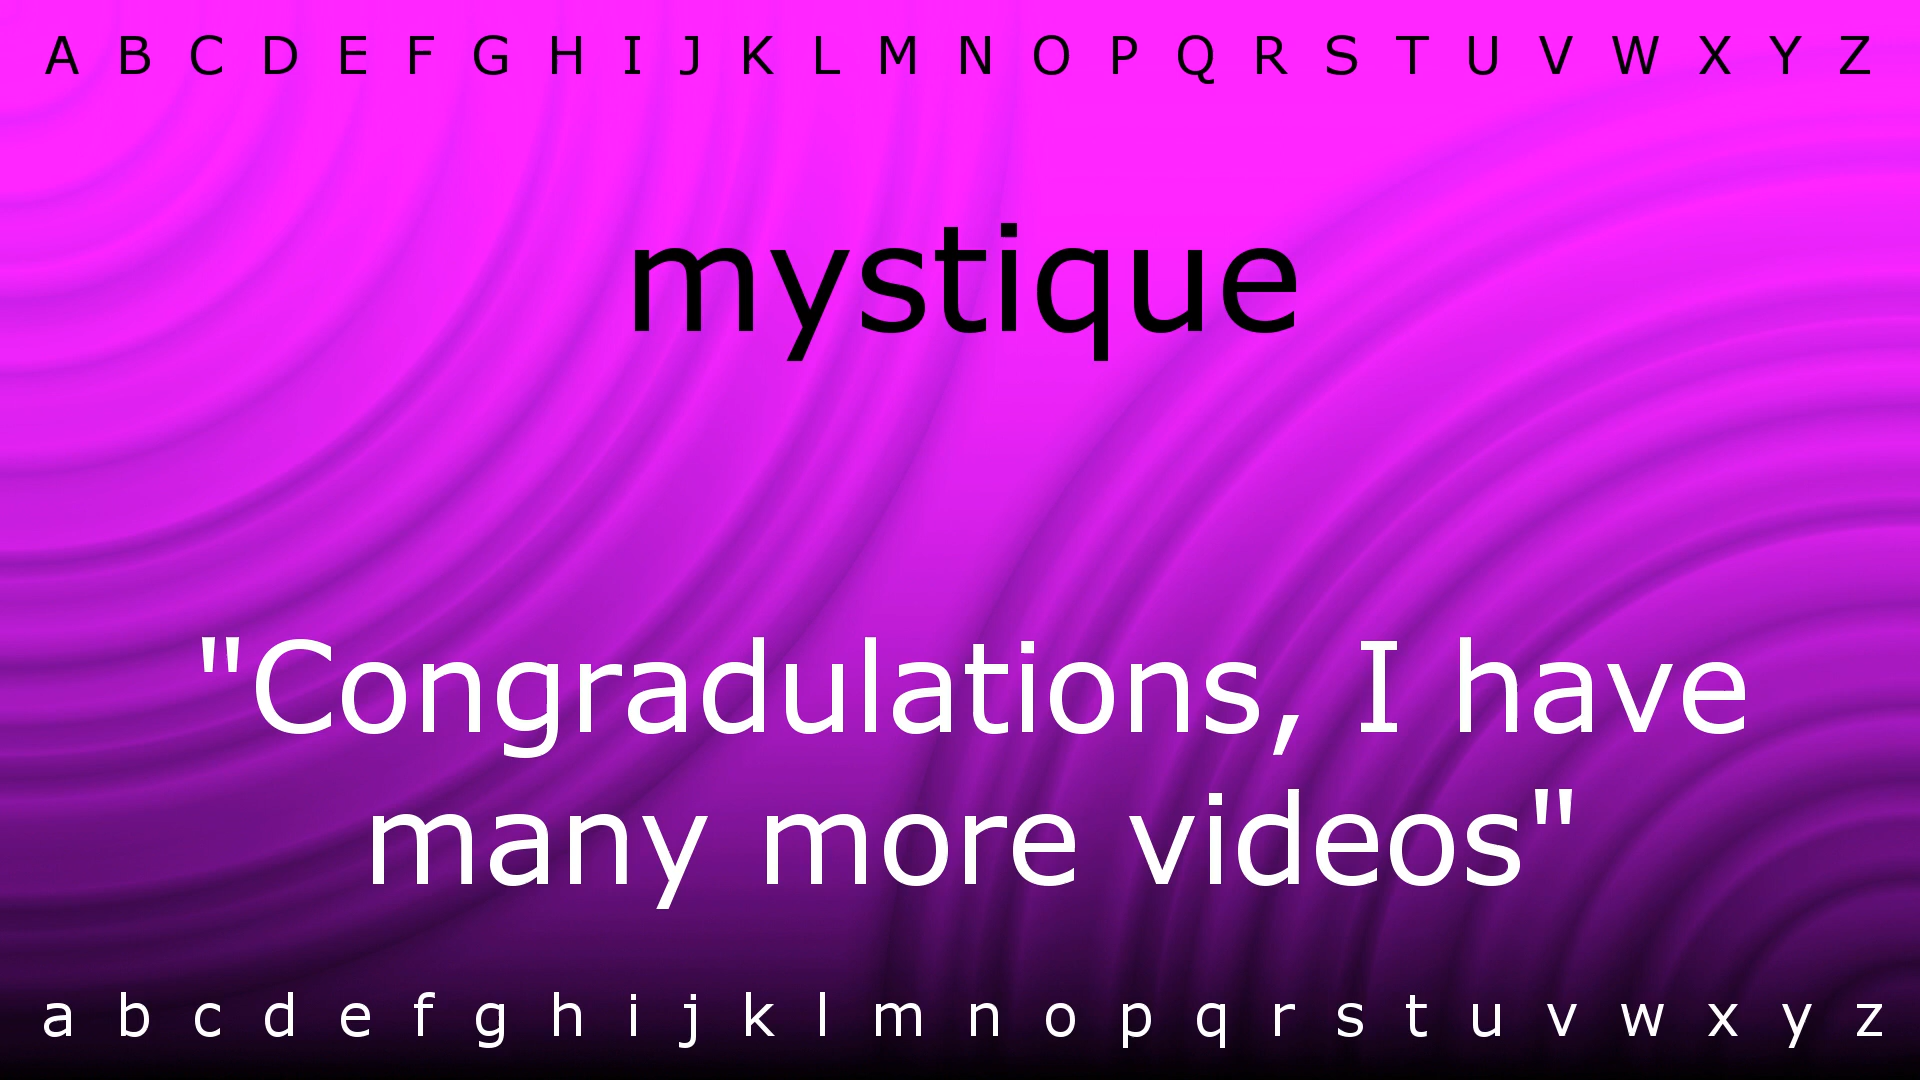 A B C D E F G H I J K L M N O P Q R S T U V W X Y Z
mystique
"Congradulations, I have
many more videos"
a b c d e f g h i j k l m n o p q r s t u v w x y z